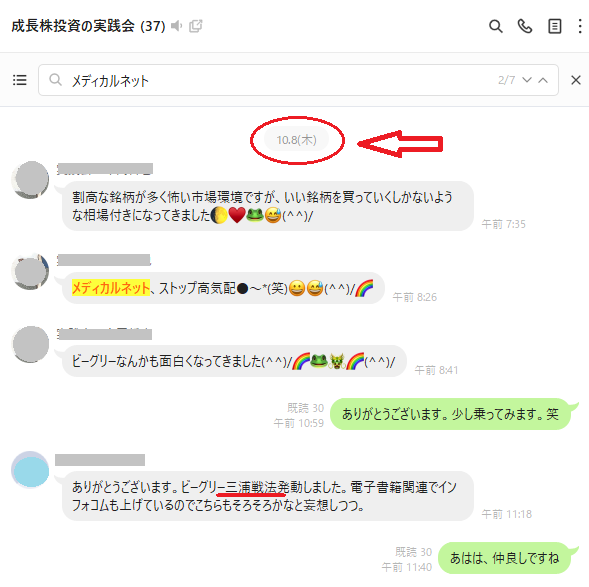 成長株投資の実践会 (37)
メディカルネット
2/7
10.8(木)
割高な銘柄が多く怖い市場環境ですが、いい銘柄を買っていくしかないよう
な相場付きになってきました🌓♥️🐸😅(^^)/
午前 7:35
メディカルネット、ストップ高気配●～*(笑)😀😅(^^)/🌈
午前 8:26
ビーグリーなんかも面白くなってきました(^^)/🌈🐸🐉🌈(^^)/
午前 8:41
既読 30
午前 10:59
ありがとうございます。少し乗ってみます。笑
ありがとうございます。ビーグリー三浦戦法発動しました。電子書籍関連でイン
フォコムも上げているのでこちらもそろそろかなと妄想しつつ。
午前 11:18
既読 30
午前 11:40
あはは、仲良しですね